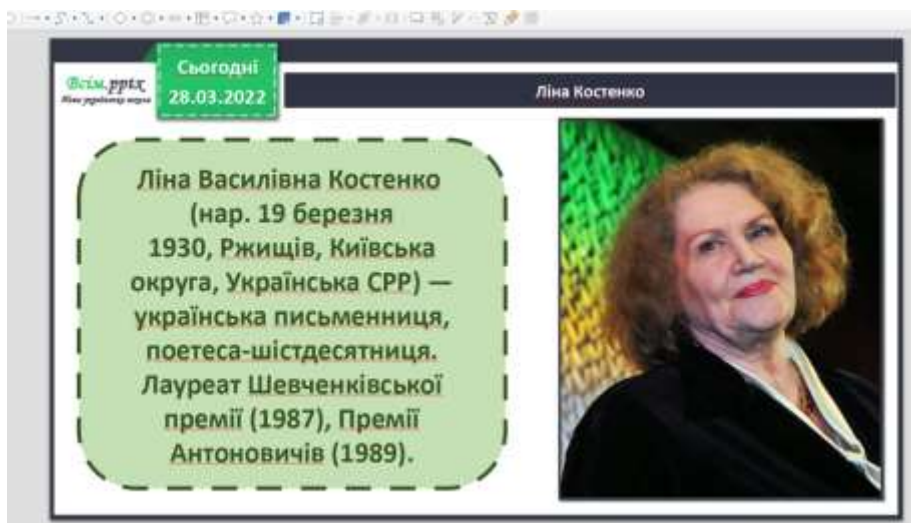 Сьогодні
28.03.2022
Всім.pptx
Нова українська школа
Ліна Костенко
Ліна Василівна Костенко
(нар. 19 березня
1930, Ржищів, Київська
округа, Українська СРР) —
українська письменниця,
поетеса-шістдесятниця.
Лауреат Шевченківської
премії (1987), Премії
Антоновичів (1989).